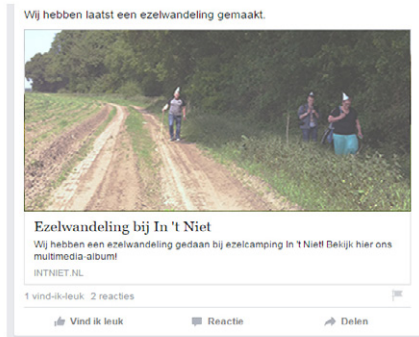 Wij hebben laatst een ezelwandeling gemaakt.
Ezelwandeling bij In 't Niet
Wij hebben een ezelwandeling gedaan bij ezelcamping In 't Niet! Bekijk hier ons
multimedia-album!
INTNIET.NL
1 vind-ik-leuk 2 reacties
Vind ik leuk Reactie Delen